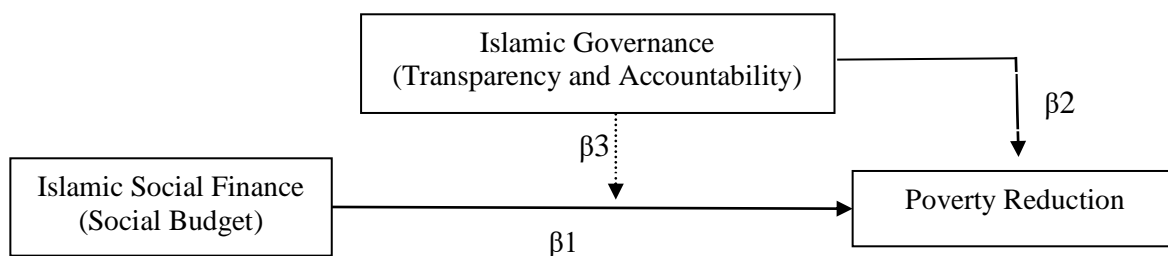 Islamic Governance
(Transparency and Accountability)
β2
β3
Islamic Social Finance
(Social Budget)
Poverty Reduction
β1